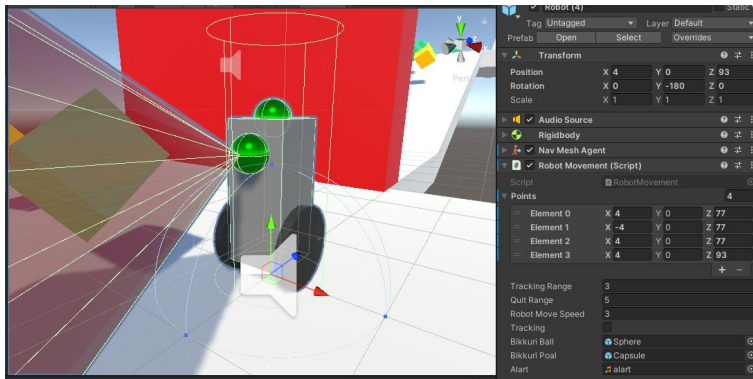 Robot (4)
Static
Tag Untagged Layer Default
Prefab Open Select Overrides
y
Pers
Transform
Position X 4 Y 0 Z 93
Rotation X 0 Y -180 Z 0
Scale X 1 Y 1 Z 1
Audio Source
Rigidbody
Nav Mesh Agent
Robot Movement (Script)
Script RobotMovement
Points 4
Element 0 X 4 Y 0 Z 77
Element 1 X -4 Y 0 Z 77
Element 2 X 4 Y 0 Z 77
Element 3 X 4 Y 0 Z 93
+ −
Tracking Range 3
Quit Range 5
Robot Move Speed 3
Tracking
Bikkuri Ball Sphere
Bikkuri Poal Capsule
Alart alart